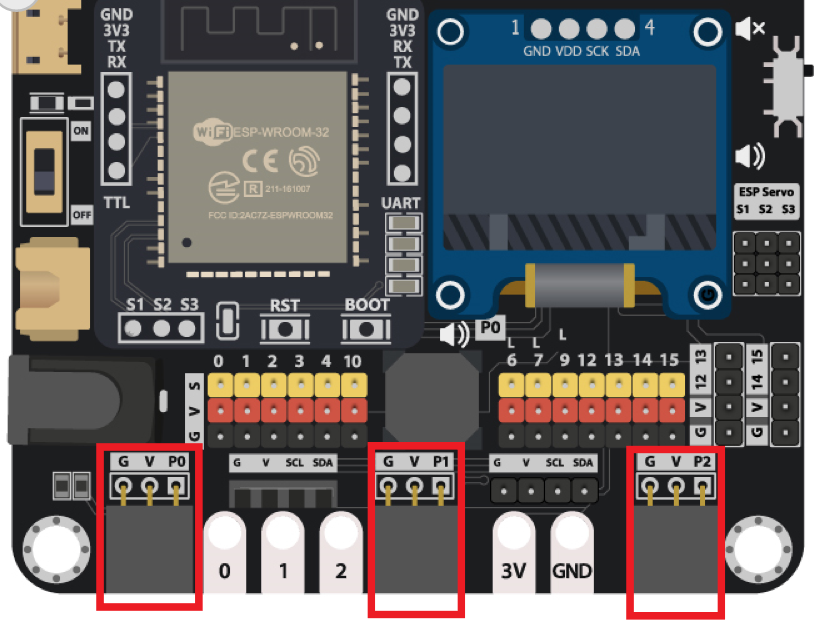 GND
3V3
TX
RX
TTL
GND
3V3
RX
TX
UART
WiFi ESP-WROOM-32
CE
R 211-161007
FCC ID:2AC7Z-ESPWROOM32
1 4
GND VDD SCK SDA
ON
OFF
ESP Servo
S1 S2 S3
S1 S2 S3
RST
BOOT
P0
G
L L L
0 1 2 3 4 10
6 7 9 12 13 14 15
S
V
G
13
12
V
G
15
14
V
G
G V P0
G V SCL SDA
G V P1
G V SCL SDA
G V P2
0 1 2 3V GND